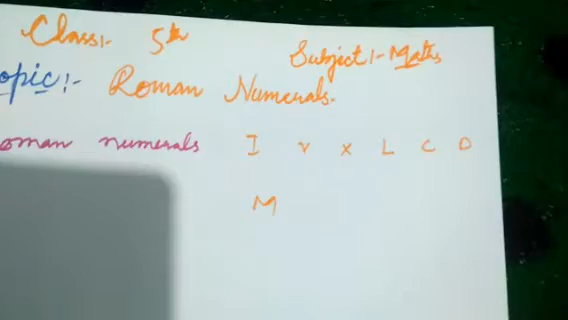 Class:- 5th Subject:- Maths
opic:- Roman Numerals.
oman numerals I V X L C D
M